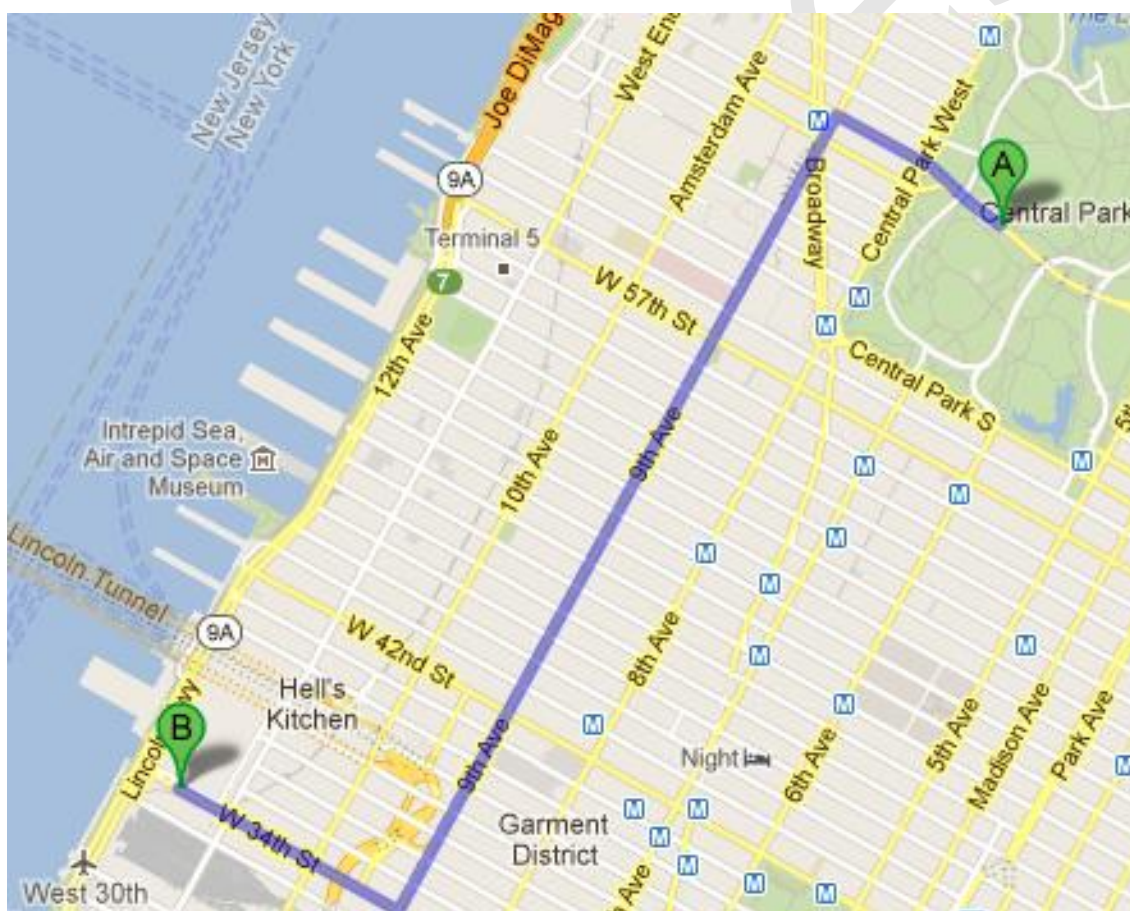 New Jersey
New York
Joe DiMag
West End
Amsterdam Ave
Central Park West
The L
M
M
A
Central Park
9A
Broadway
Terminal 5
7
W 57th St
M
M
Central Park S
5th
12th Ave
9th Ave
10th Ave
Intrepid Sea,
Air and Space
Museum
M
M
M
M
M
M
Lincoln Tunnel
9A
W 42nd St
8th Ave
M
M
Hell's
Kitchen
B
M
M
9th Ave
Night
6th Ave
5th Ave
Madison Ave
Park Ave
M
W 34th St
Garment
District
M
M
M
M
M
West 30th
h Ave